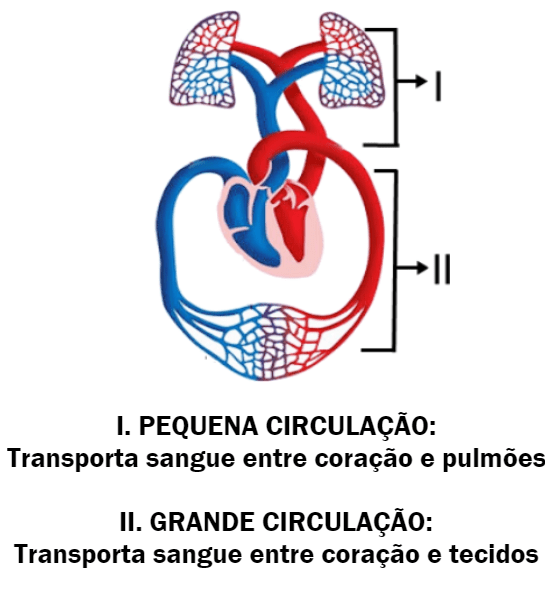 I
II
I. PEQUENA CIRCULAÇÃO:
Transporta sangue entre coração e pulmões
II. GRANDE CIRCULAÇÃO:
Transporta sangue entre coração e tecidos